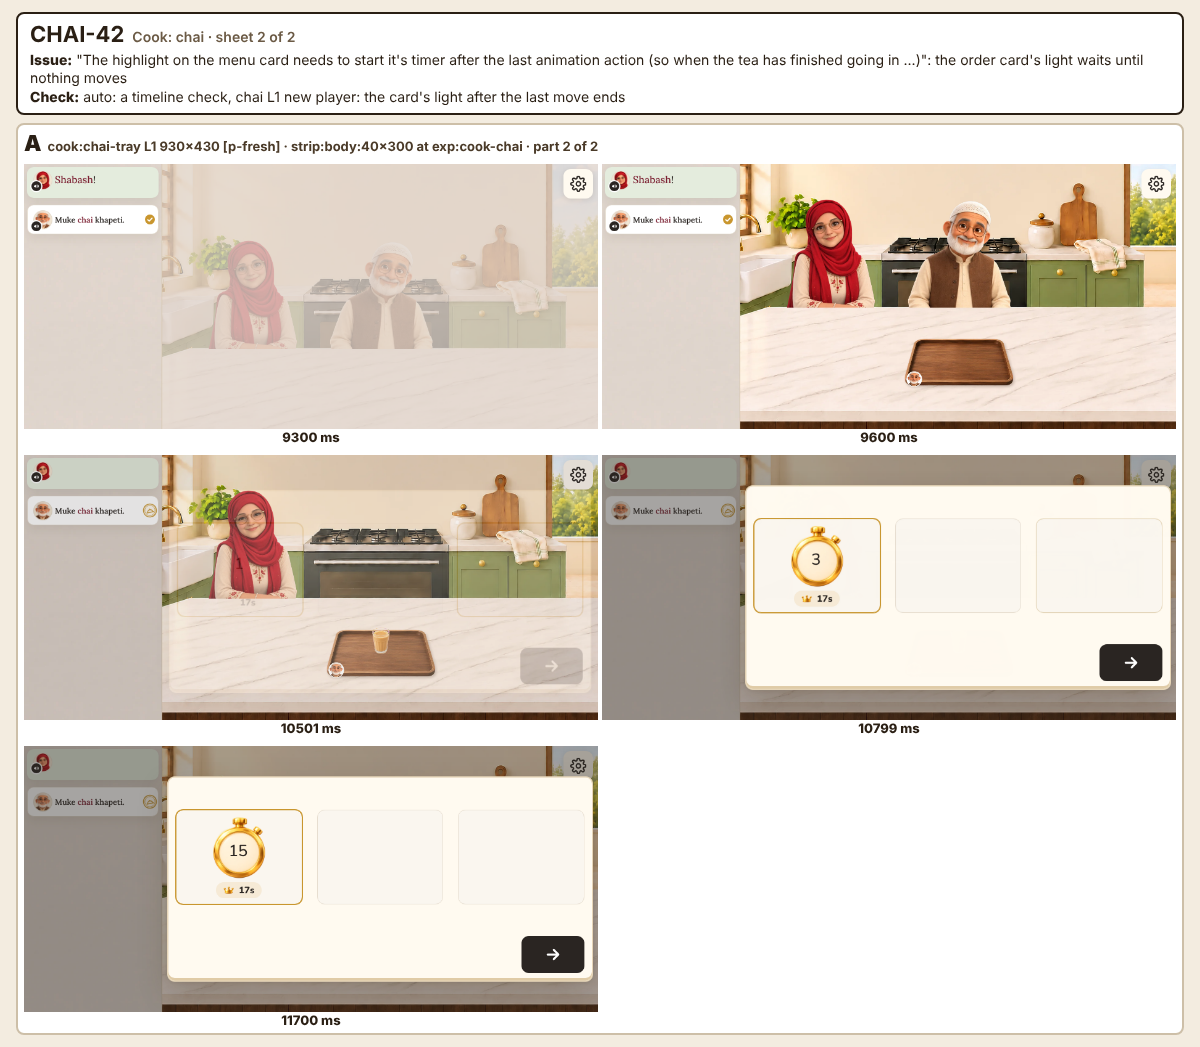 CHAI-42 Cook: chai · sheet 2 of 2
Issue: "The highlight on the menu card needs to start it's timer after the last animation action (so when the tea has finished going in ...)": the order card's light waits until
nothing moves
Check: auto: a timeline check, chai L1 new player: the card's light after the last move ends
A cook:chai-tray L1 930×430 [p-fresh] · strip:body:40×300 at exp:cook-chai · part 2 of 2
Shabash!
Muke chai khapeti.
9300 ms
Shabash!
Muke chai khapeti.
9600 ms
Muke chai khapeti.
1
17s
10501 ms
Muke chai khapeti.
3
17s
10799 ms
Muke chai khapeti.
15
17s
11700 ms